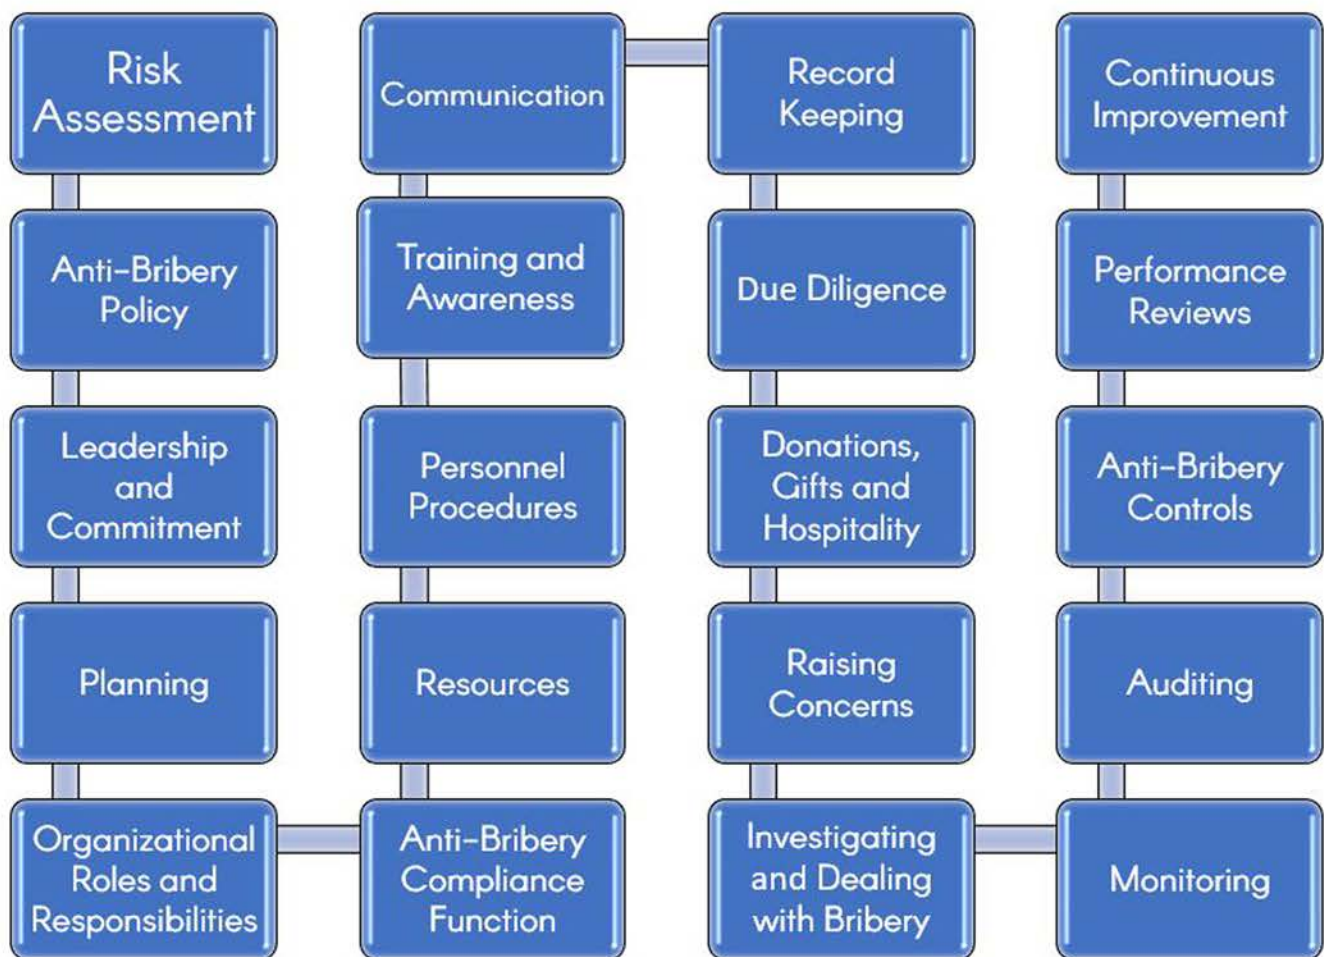 Risk
Assessment
Anti-Bribery
Policy
Leadership
and
Commitment
Planning
Organizational
Roles and
Responsibilities
Anti-Bribery
Compliance
Function
Resources
Personnel
Procedures
Training and
Awareness
Communication
Record
Keeping
Due Diligence
Donations,
Gifts and
Hospitality
Raising
Concerns
Investigating
and Dealing
with Bribery
Monitoring
Auditing
Anti-Bribery
Controls
Performance
Reviews
Continuous
Improvement